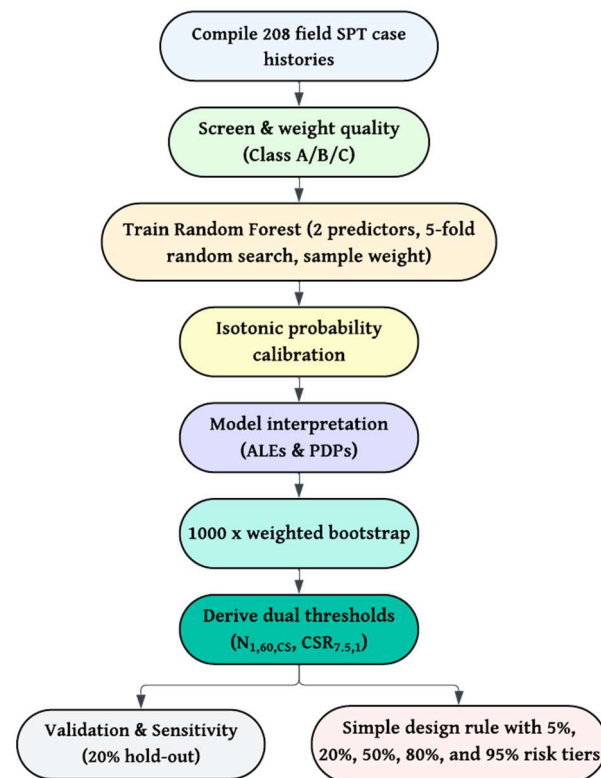 Compile 208 field SPT case
histories
Screen & weight quality
(Class A/B/C)
Train Random Forest (2 predictors, 5-fold
random search, sample weight)
Isotonic probability
calibration
Model interpretation
(ALEs & PDPs)
1000 x weighted bootstrap
Derive dual thresholds
(N1,60,CS, CSR7.5,1)
Validation & Sensitivity
(20% hold-out)
Simple design rule with 5%,
20%, 50%, 80%, and 95% risk tiers